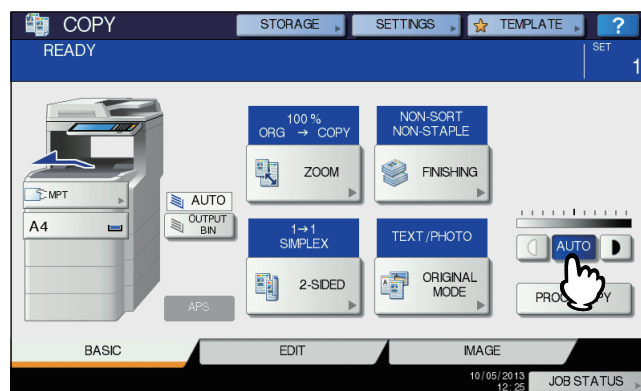 COPY
STORAGE
SETTINGS
TEMPLATE
?
READY
SET
1
100 %
ORG → COPY
NON-SORT
NON-STAPLE
ZOOM
FINISHING
MPT
AUTO
A4
OUTPUT
BIN
1→1
SIMPLEX
TEXT/PHOTO
AUTO
2-SIDED
ORIGINAL
MODE
APS
BASIC
EDIT
IMAGE
10/05/2013
12:25
JOB STATUS